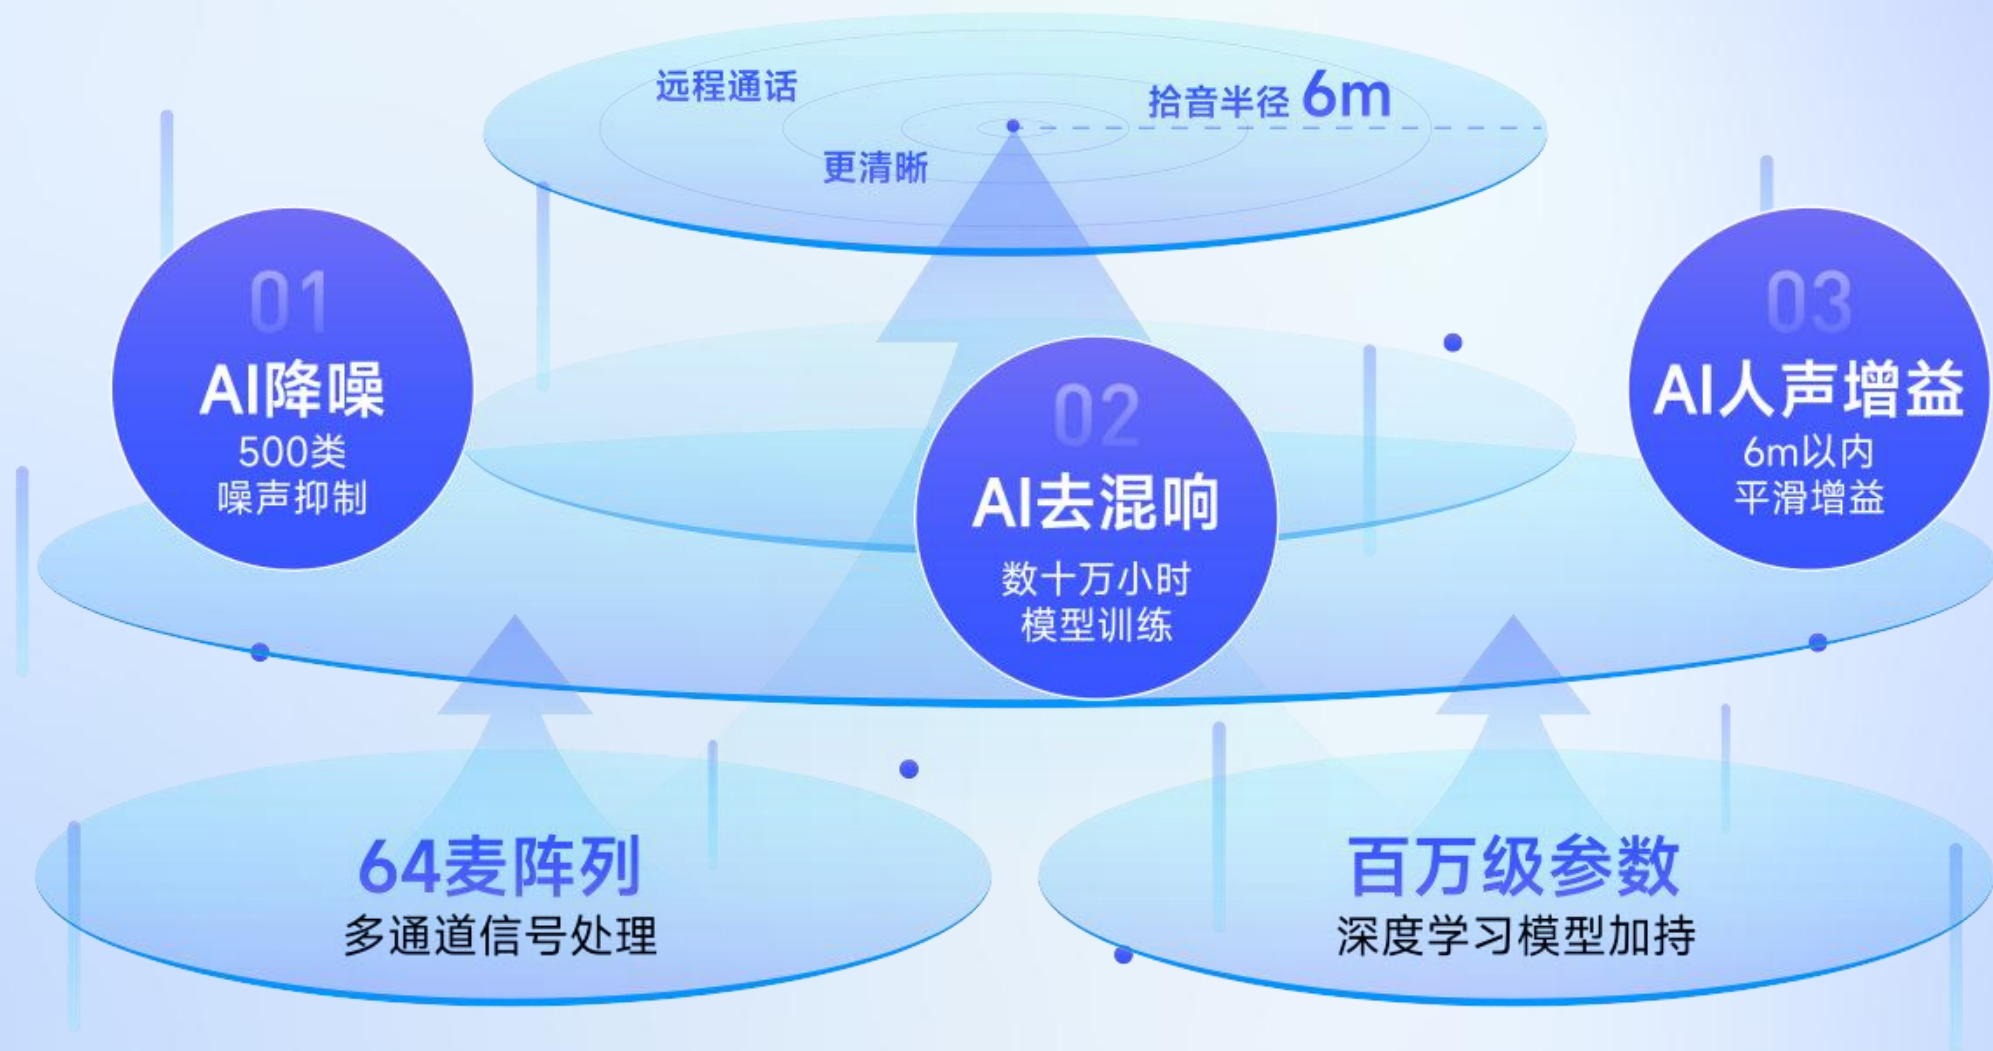 远程通话
拾音半径 6m
更清晰
01
AI降噪
500类
噪声抑制
02
AI去混响
数十万小时
模型训练
03
AI人声增益
6m以内
平滑增益
64麦阵列
多通道信号处理
百万级参数
深度学习模型加持